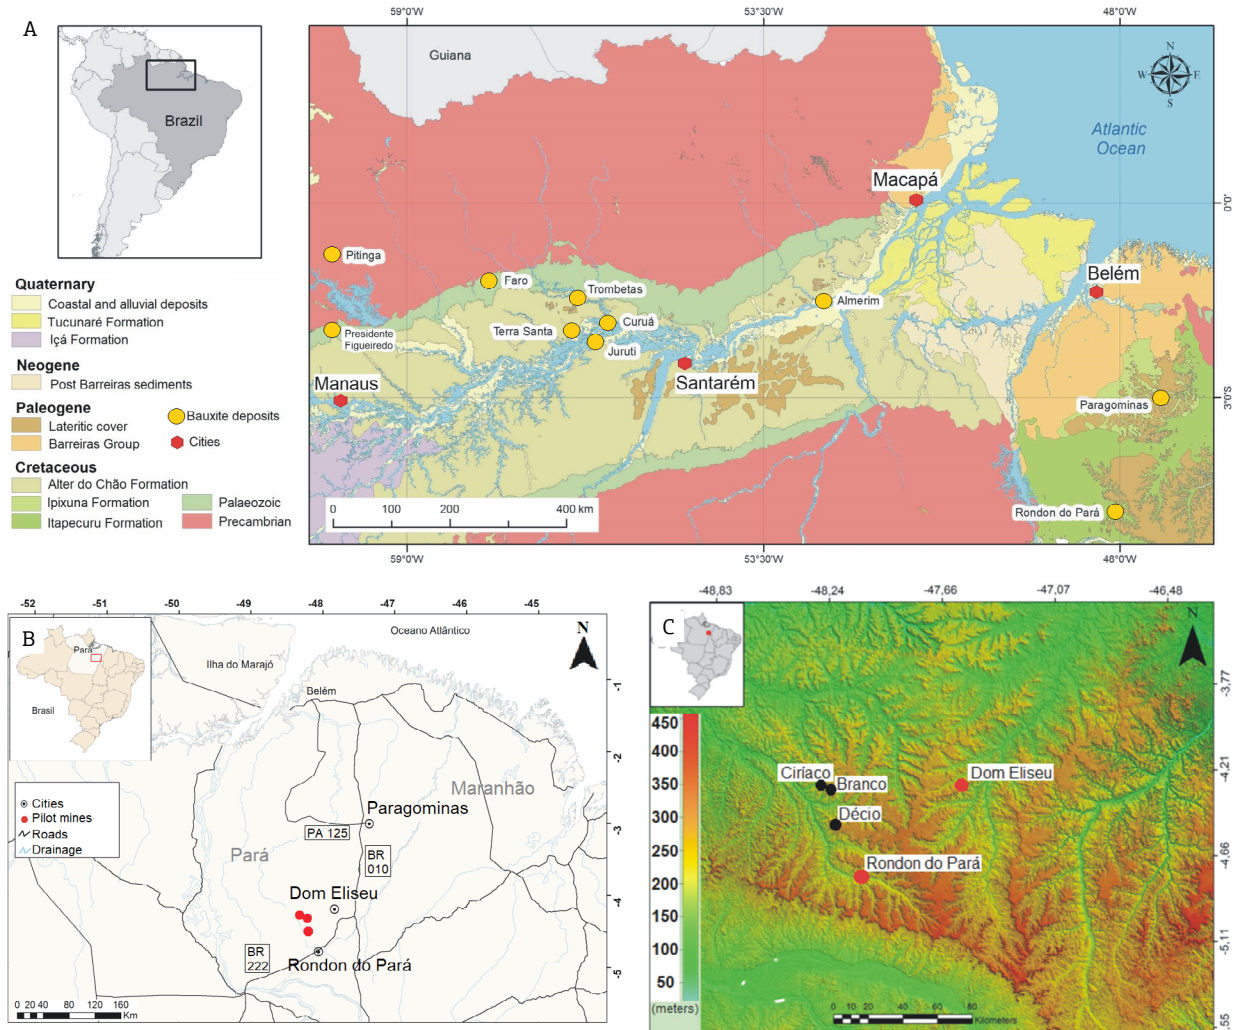 A
Brazil
59°0'W
53°30'W
48°0'W
Guiana
N
W
E
S
Atlantic
Ocean
Macapá
0°0'
Pitinga
Faro
Trombetas
Belém
Almerim
Curuá
Terra Santa
Presidente
Figueiredo
Juruti
Manaus
Santarém
Paragominas
Rondon do Pará
0
100
200
400 km
59°0'W
53°30'W
48°0'W
Quaternary
Coastal and alluvial deposits
Tucunaré Formation
Içá Formation
Neogene
Post Barreiras sediments
Paleogene
Lateritic cover
Barreiras Group
Bauxite deposits
Cities
Cretaceous
Alter do Chão Formation
Ipixuna Formation
Itapecuru Formation
Palaeozoic
Precambrian
-52
-51
-50
-49
-48
-47
-46
-45
B
Pará
Brasil
Oceano Atlântico
N
Ilha do Marajó
Belém
-1
-2
-3
-4
-5
Cities
Pilot mines
Roads
Drainage
Maranhão
Paragominas
PA 125
Pará
BR
010
Dom Eliseu
BR
222
Rondon do Pará
0 20 40 80 120 160
Km
-48,83
-48,24
-47,66
-47,07
-46,48
C
N
-3,77
-4,21
-4,66
-5,11
,55
450
400
350
300
250
200
150
100
50
(meters)
Ciríaco
Branco
Dom Eliseu
Décio
Rondon do Pará
0 10 20 40 60 80
Kilometers